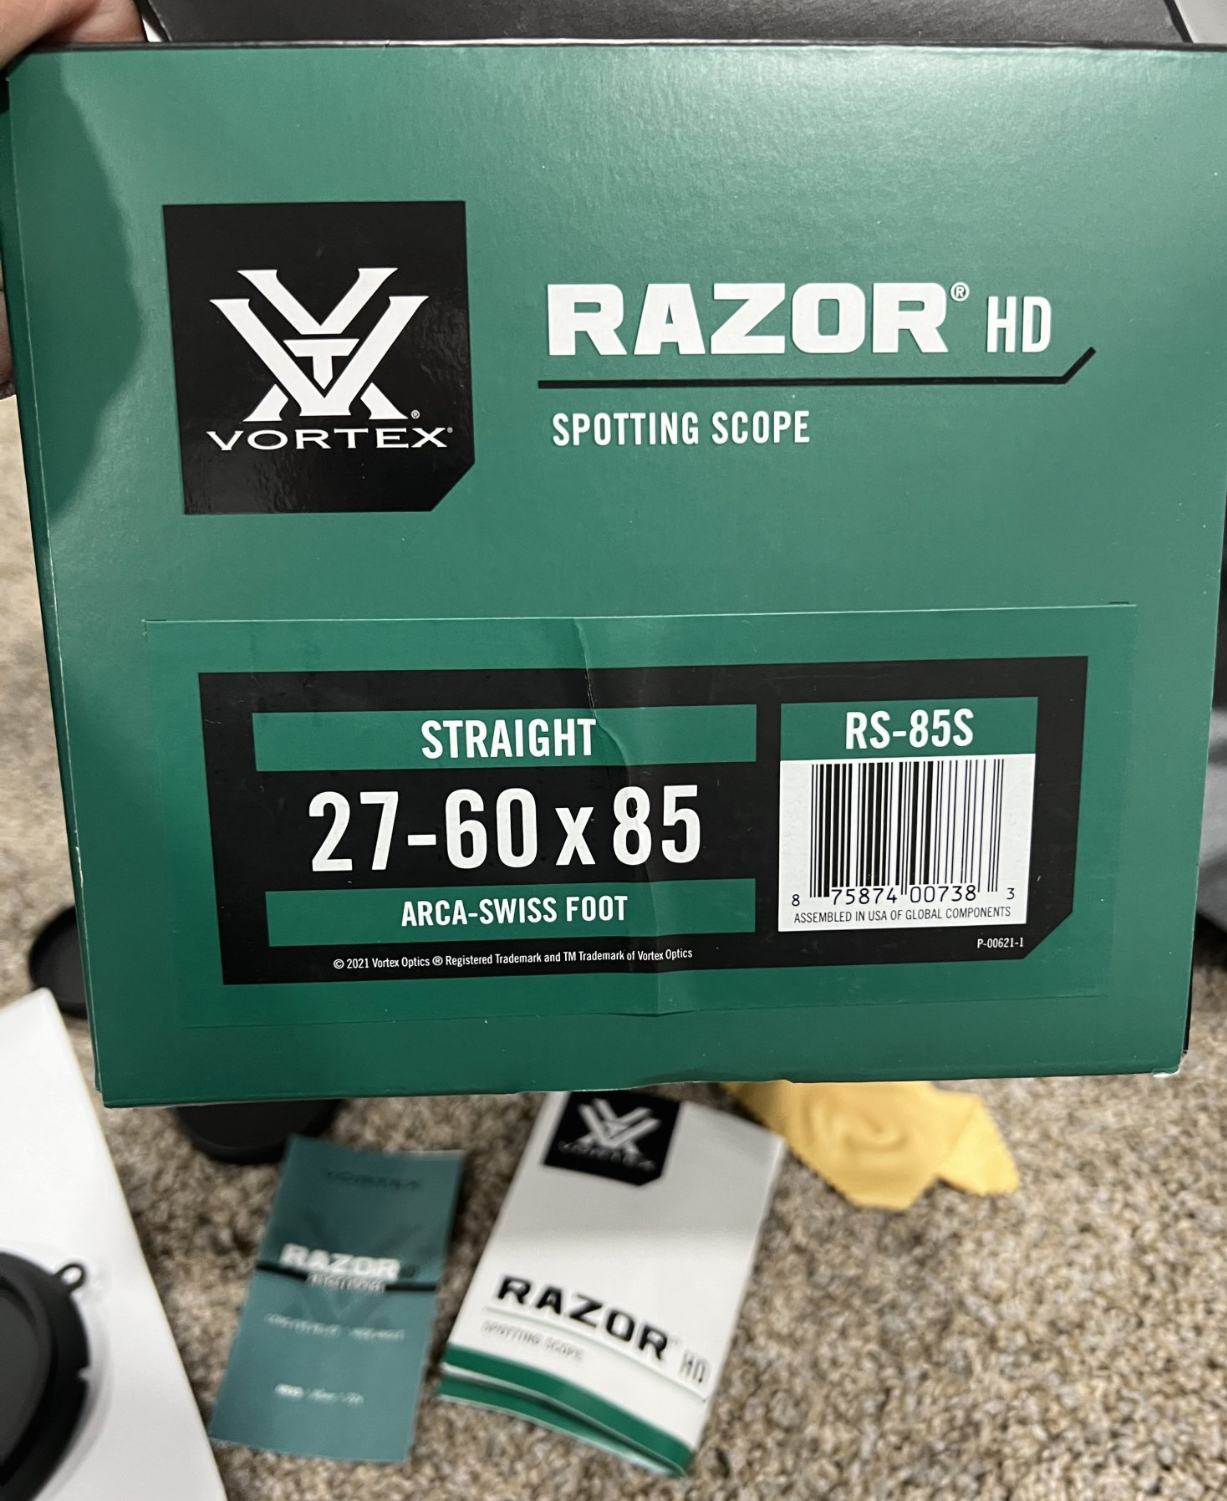 VORTEX®
RAZOR® HD
SPOTTING SCOPE
STRAIGHT
27-60 x 85
ARCA-SWISS FOOT
© 2021 Vortex Optics ® Registered Trademark and TM Trademark of Vortex Optics
RS-85S
8 75874 00738 3
ASSEMBLED IN USA OF GLOBAL COMPONENTS
P-00621-1
VORTEX
RAZOR
RAZOR HD
SPOTTING SCOPE